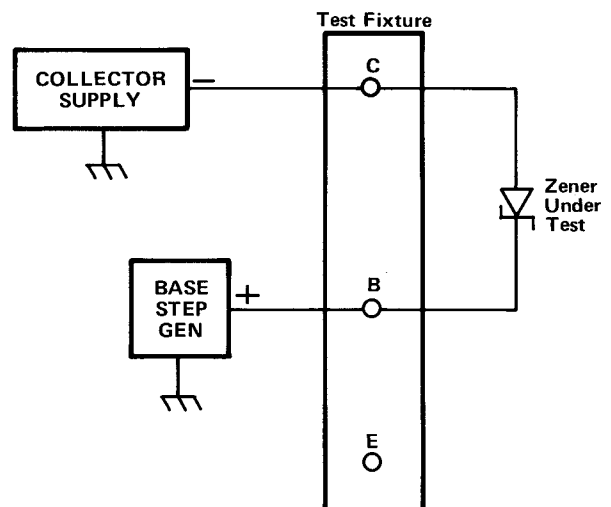 Test Fixture
COLLECTOR
SUPPLY
−
C
Zener
Under
Test
BASE
STEP
GEN
+
B
E